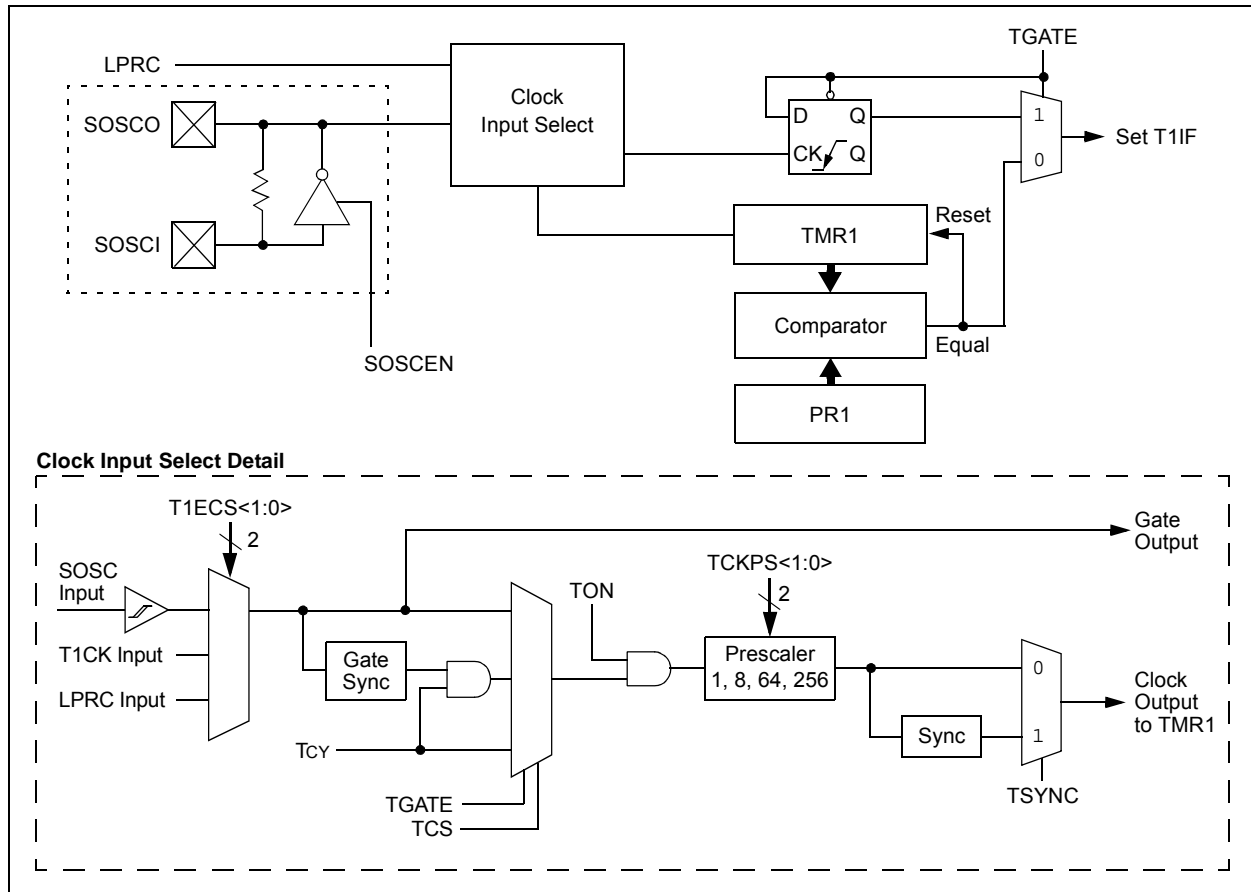 TGATE
LPRC
Clock
Input Select
SOSCO
D Q
CK Q
1
0
Set T1IF
SOSCI
Reset
TMR1
Comparator
Equal
SOSCEN
PR1
Clock Input Select Detail
T1ECS<1:0>
2
Gate
Output
SOSC
Input
TCKPS<1:0>
2
TON
T1CK Input
Gate
Sync
Prescaler
1, 8, 64, 256
0
Clock
Output
to TMR1
LPRC Input
Sync
1
TCY
TGATE
TCS
TSYNC